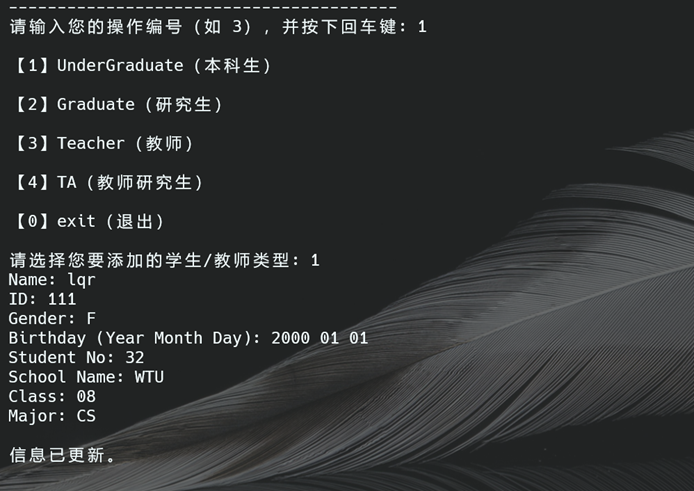 ----------------------------------------
请输入您的操作编号（如 3），并按下回车键: 1
【1】UnderGraduate（本科生）
【2】Graduate（研究生）
【3】Teacher（教师）
【4】TA（教师研究生）
【0】exit（退出）
请选择您要添加的学生/教师类型: 1
Name: lqr
ID: 111
Gender: F
Birthday (Year Month Day): 2000 01 01
Student No: 32
School Name: WTU
Class: 08
Major: CS
信息已更新。